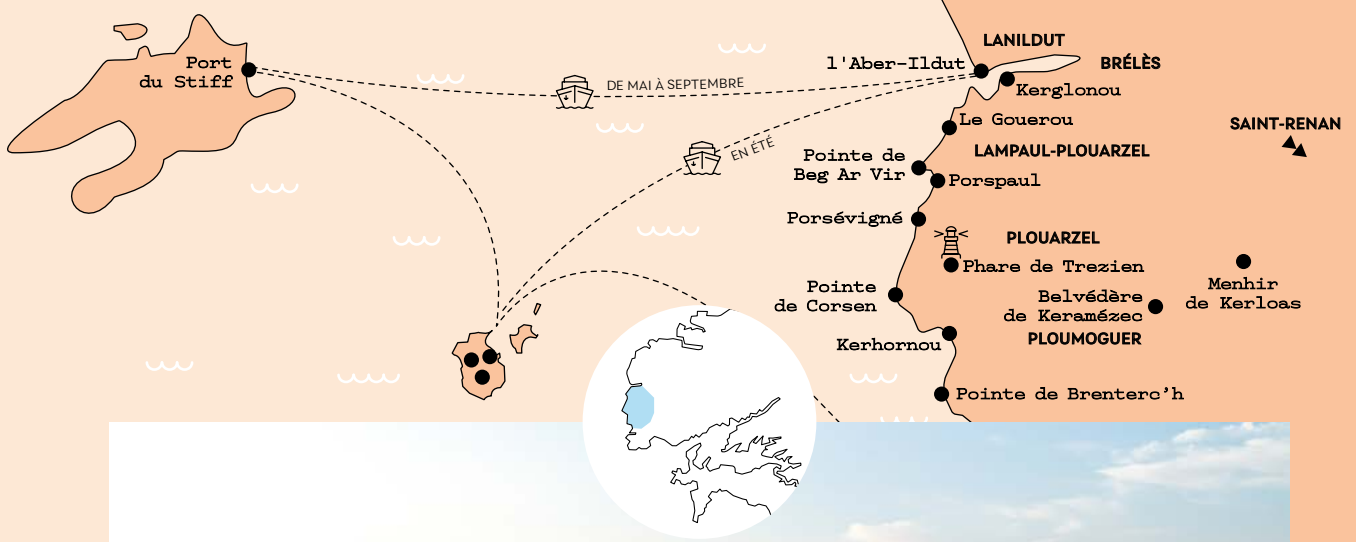 Port
du Stiff
DE MAI À SEPTEMBRE
EN ÉTÉ
l'Aber-Ildut
LANILDUT
BRÉLÈS
Kerglonou
Le Gouerou
SAINT-RENAN
LAMPAUL-PLOUARZEL
Pointe de
Beg Ar Vir
Porspaul
Porsévigné
PLOUARZEL
Phare de Trezien
Menhir
de Kerloas
Pointe
de Corsen
Belvédère
de Keramézec
PLOUMOGUER
Kerhornou
Pointe de Brenterc’h